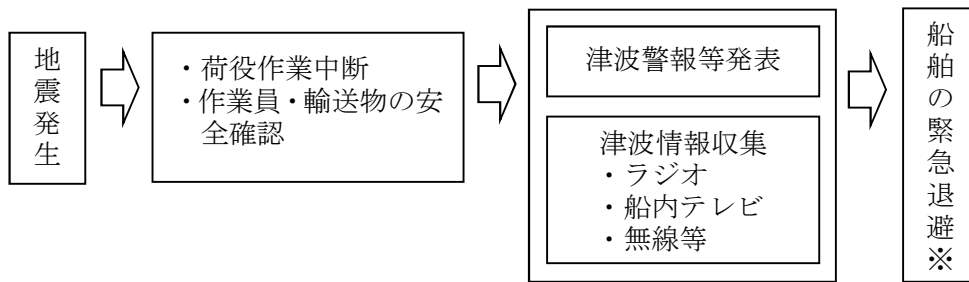 地震発生
・荷役作業中断
・作業員・輸送物の安
全確認
津波警報等発表
津波情報収集
・ラジオ
・船内テレビ
・無線等
船舶の緊急退避※